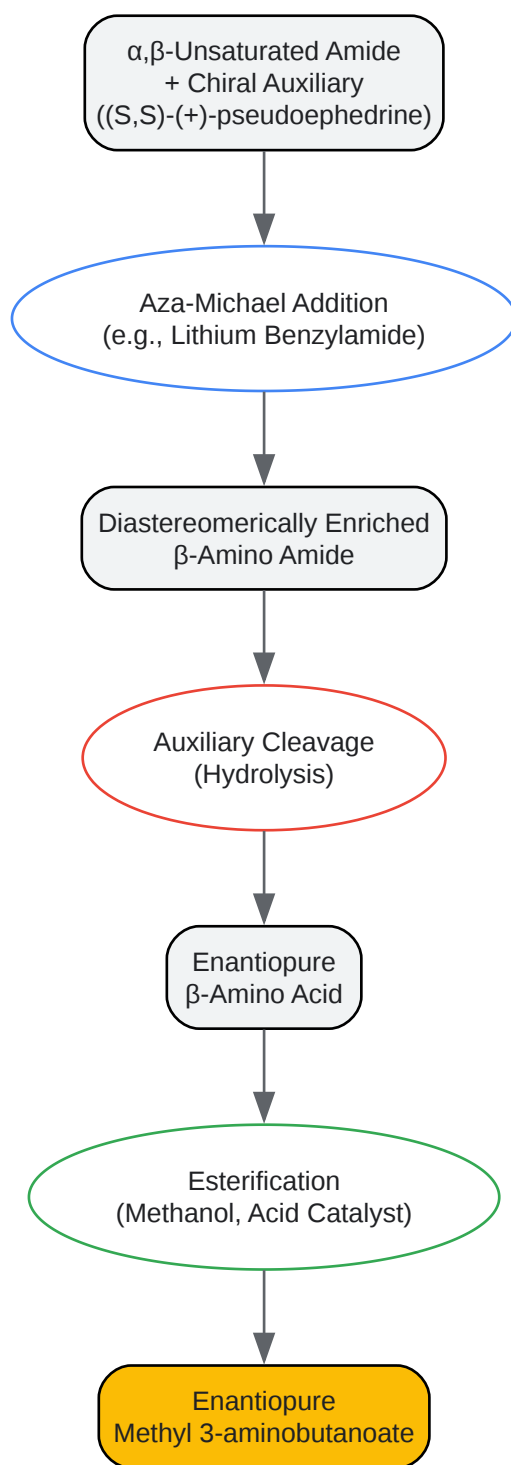 α,β-Unsaturated Amide
+ Chiral Auxiliary
((S,S)-(+)-pseudoephedrine)
Aza-Michael Addition
(e.g., Lithium Benzylamide)
Diastereomerically Enriched
β-Amino Amide
Auxiliary Cleavage
(Hydrolysis)
Enantiopure
β-Amino Acid
Esterification
(Methanol, Acid Catalyst)
Enantiopure
Methyl 3-aminobutanoate